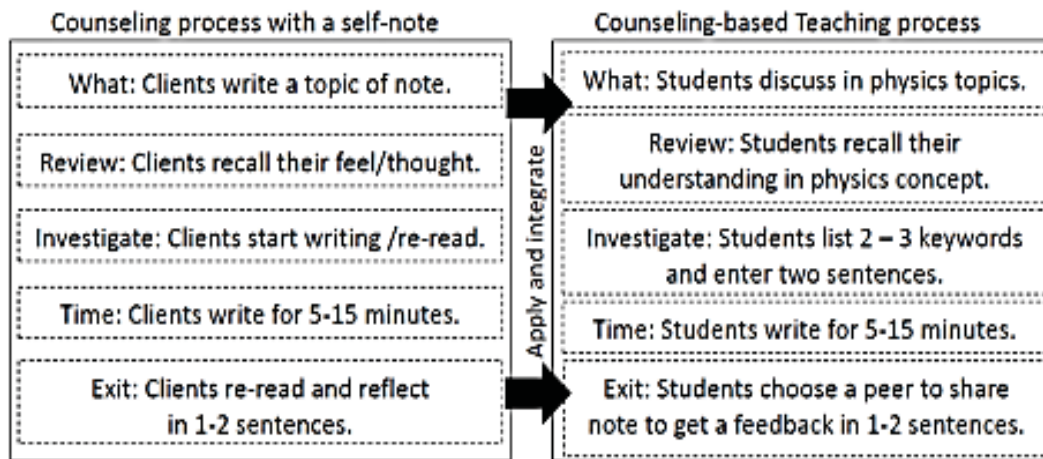 Counseling process with a self-note
What: Clients write a topic of note.
Review: Clients recall their feel/thought.
Investigate: Clients start writing /re-read.
Time: Clients write for 5-15 minutes.
Exit: Clients re-read and reflect
in 1-2 sentences.
Apply and integrate
Counseling-based Teaching process
What: Students discuss in physics topics.
Review: Students recall their
understanding in physics concept.
Investigate: Students list 2 – 3 keywords
and enter two sentences.
Time: Students write for 5-15 minutes.
Exit: Students choose a peer to share
note to get a feedback in 1-2 sentences.